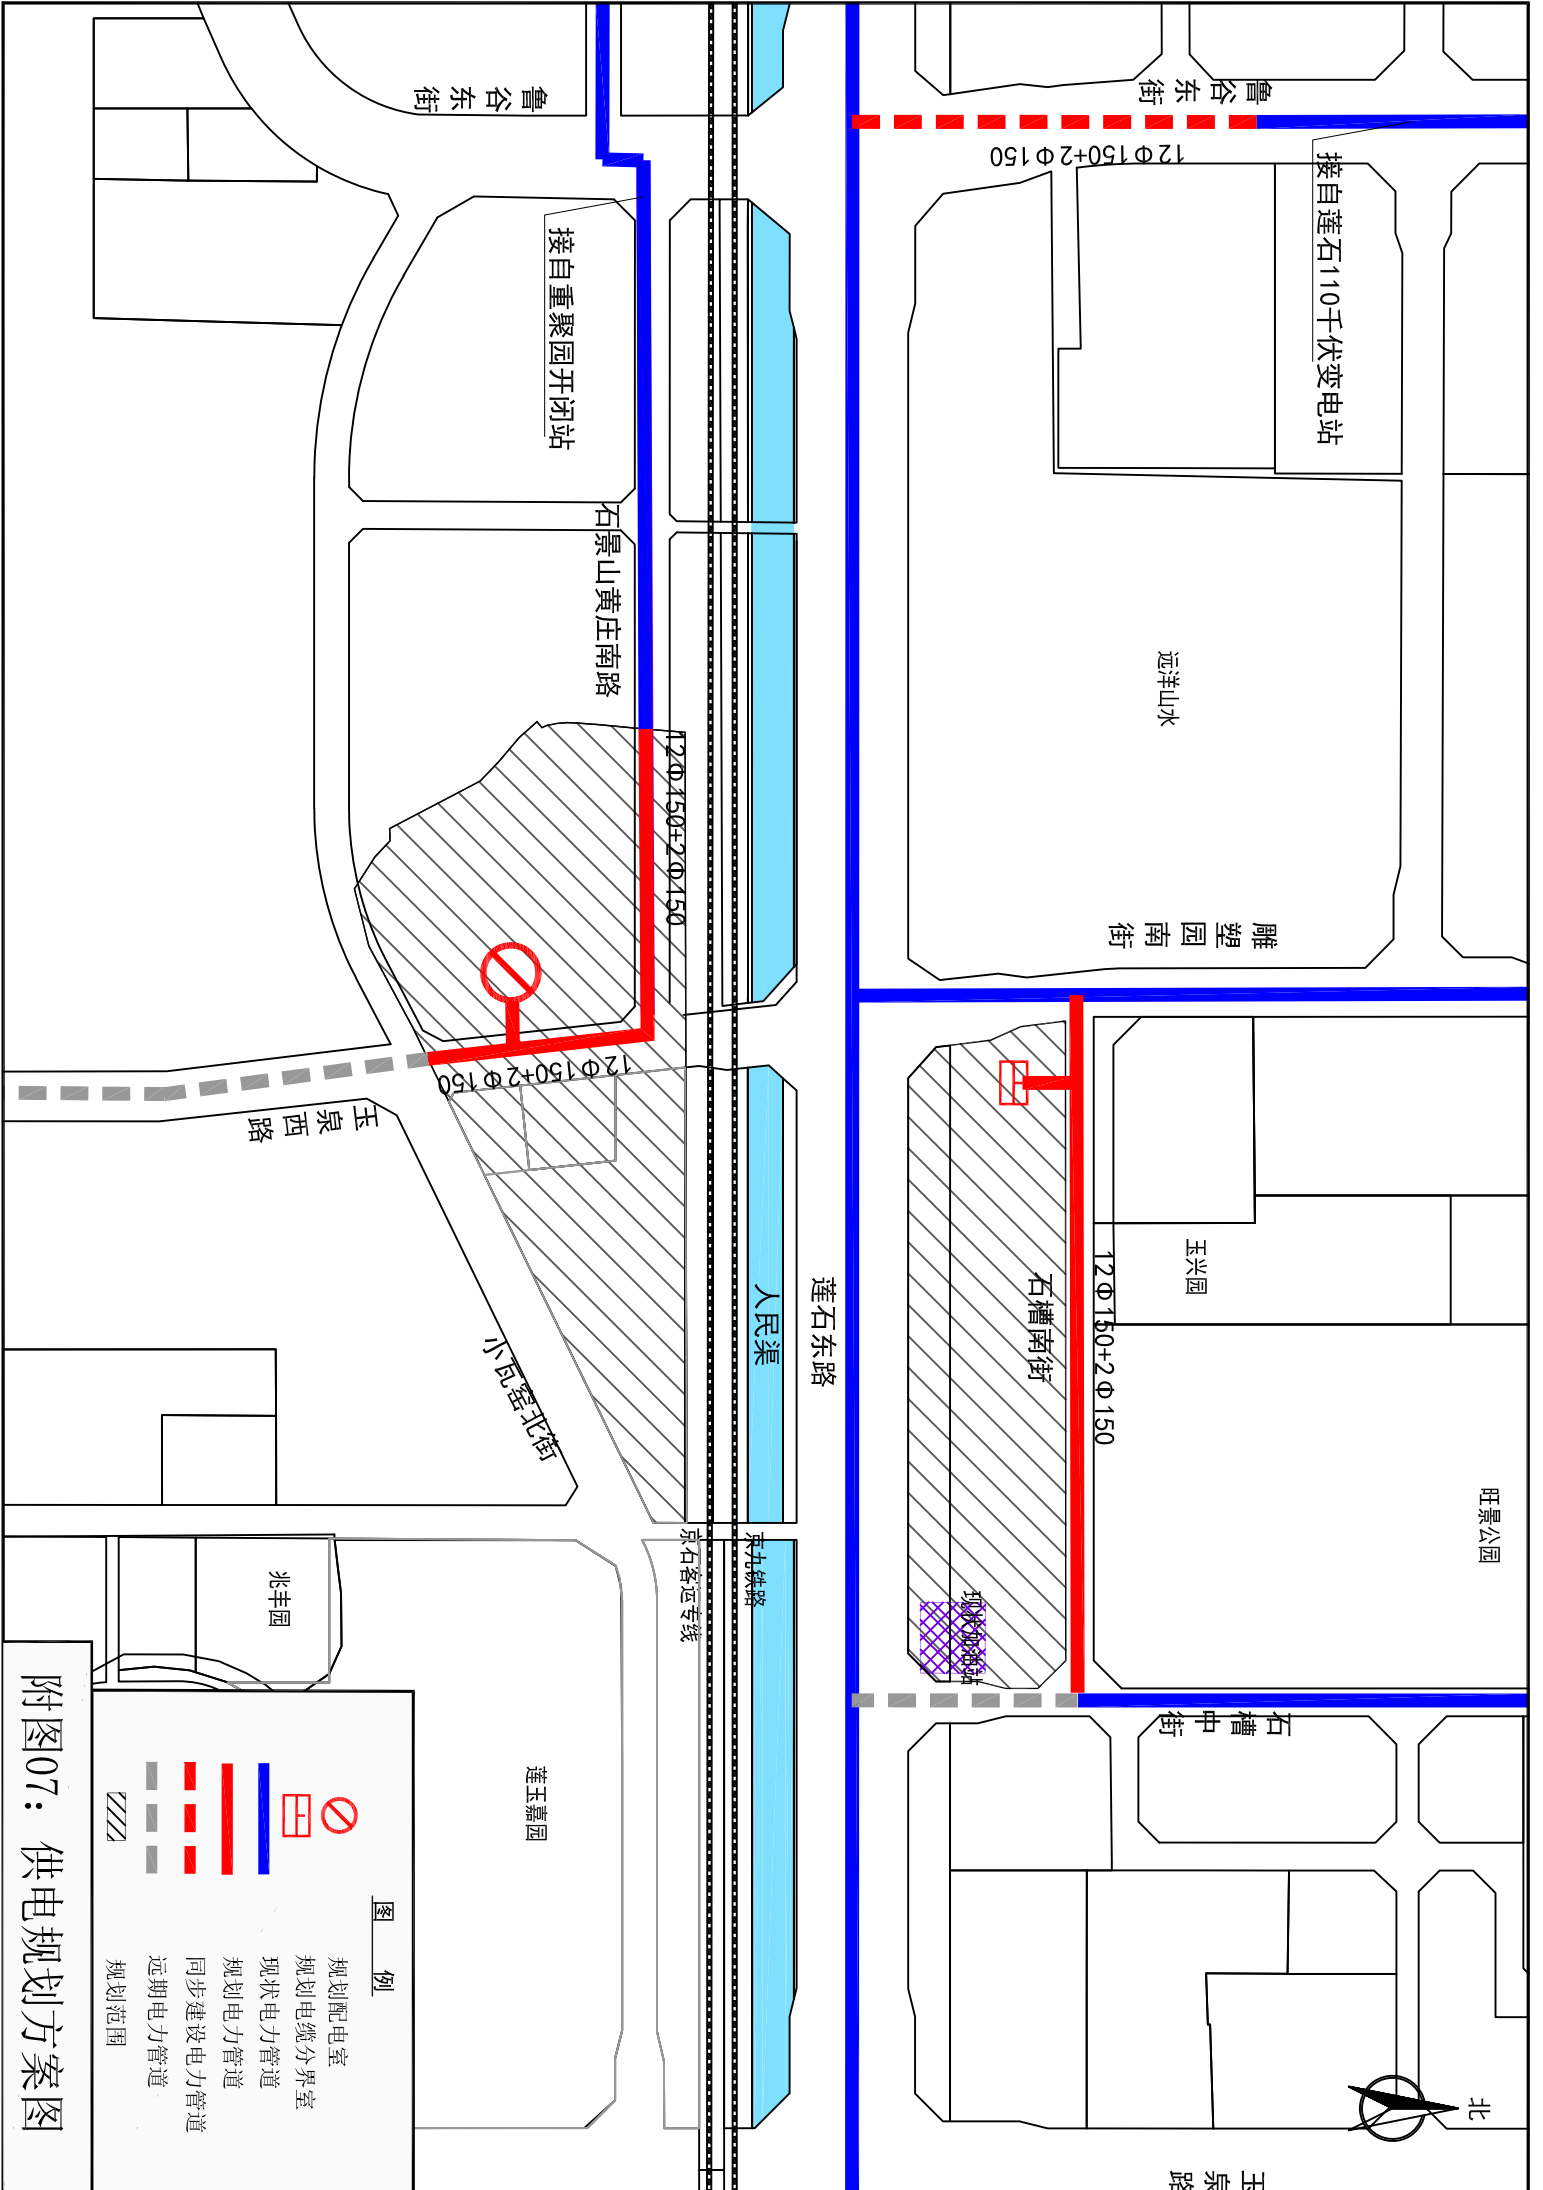 北
玉泉路
鲁谷东街
12Φ150+2Φ150
接自莲石110千伏变电站
远洋山水
雕塑园南街
玉兴园
旺景公园
12Φ150+2Φ150
石槽南街
现状加油站
石槽中街
莲石东路
人民渠
京九铁路
京石客运专线
鲁谷东街
接自重聚园开闭站
石景山黄庄南路
12Φ150+2Φ150
12Φ150+2Φ150
玉泉西路
小瓦窑北街
兆丰园
莲玉嘉园
图 例
规划配电室
规划电缆分界室
现状电力管道
规划电力管道
同步建设电力管道
远期电力管道
规划范围
附图07：供电规划方案图